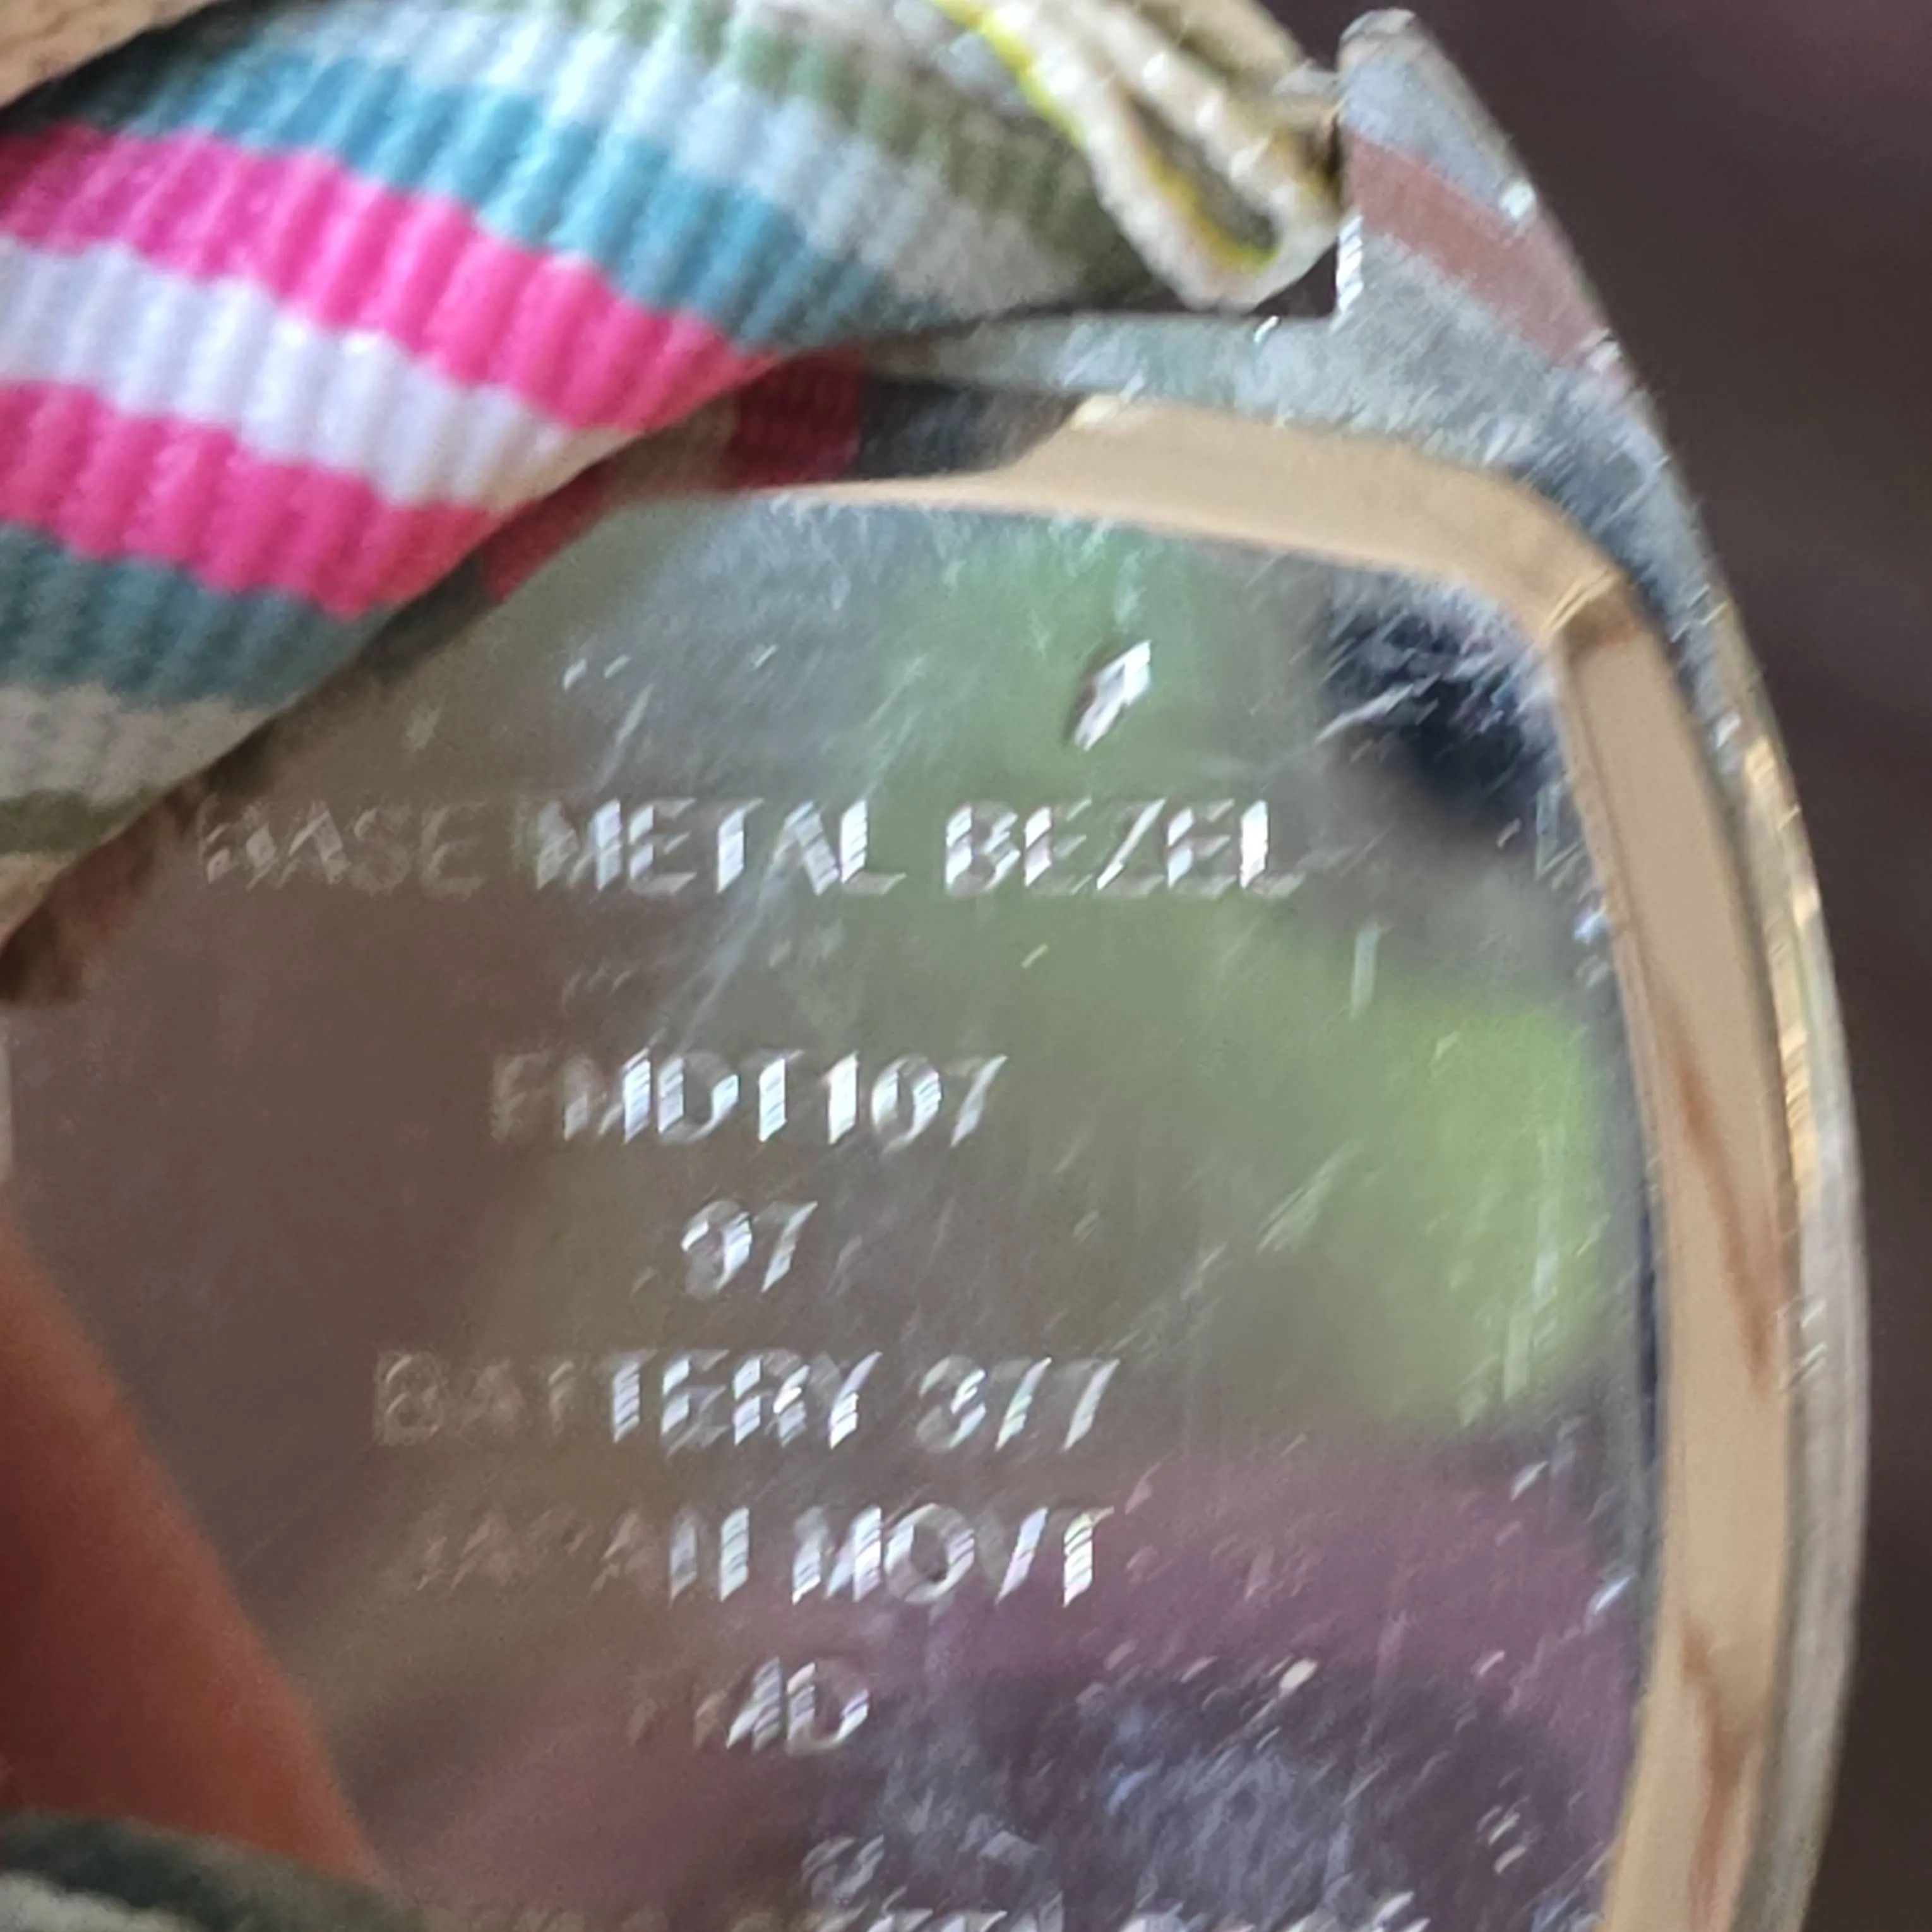 BASE METAL BEZEL
FMDT107
97
BATTERY 377
JAPAN MOVT